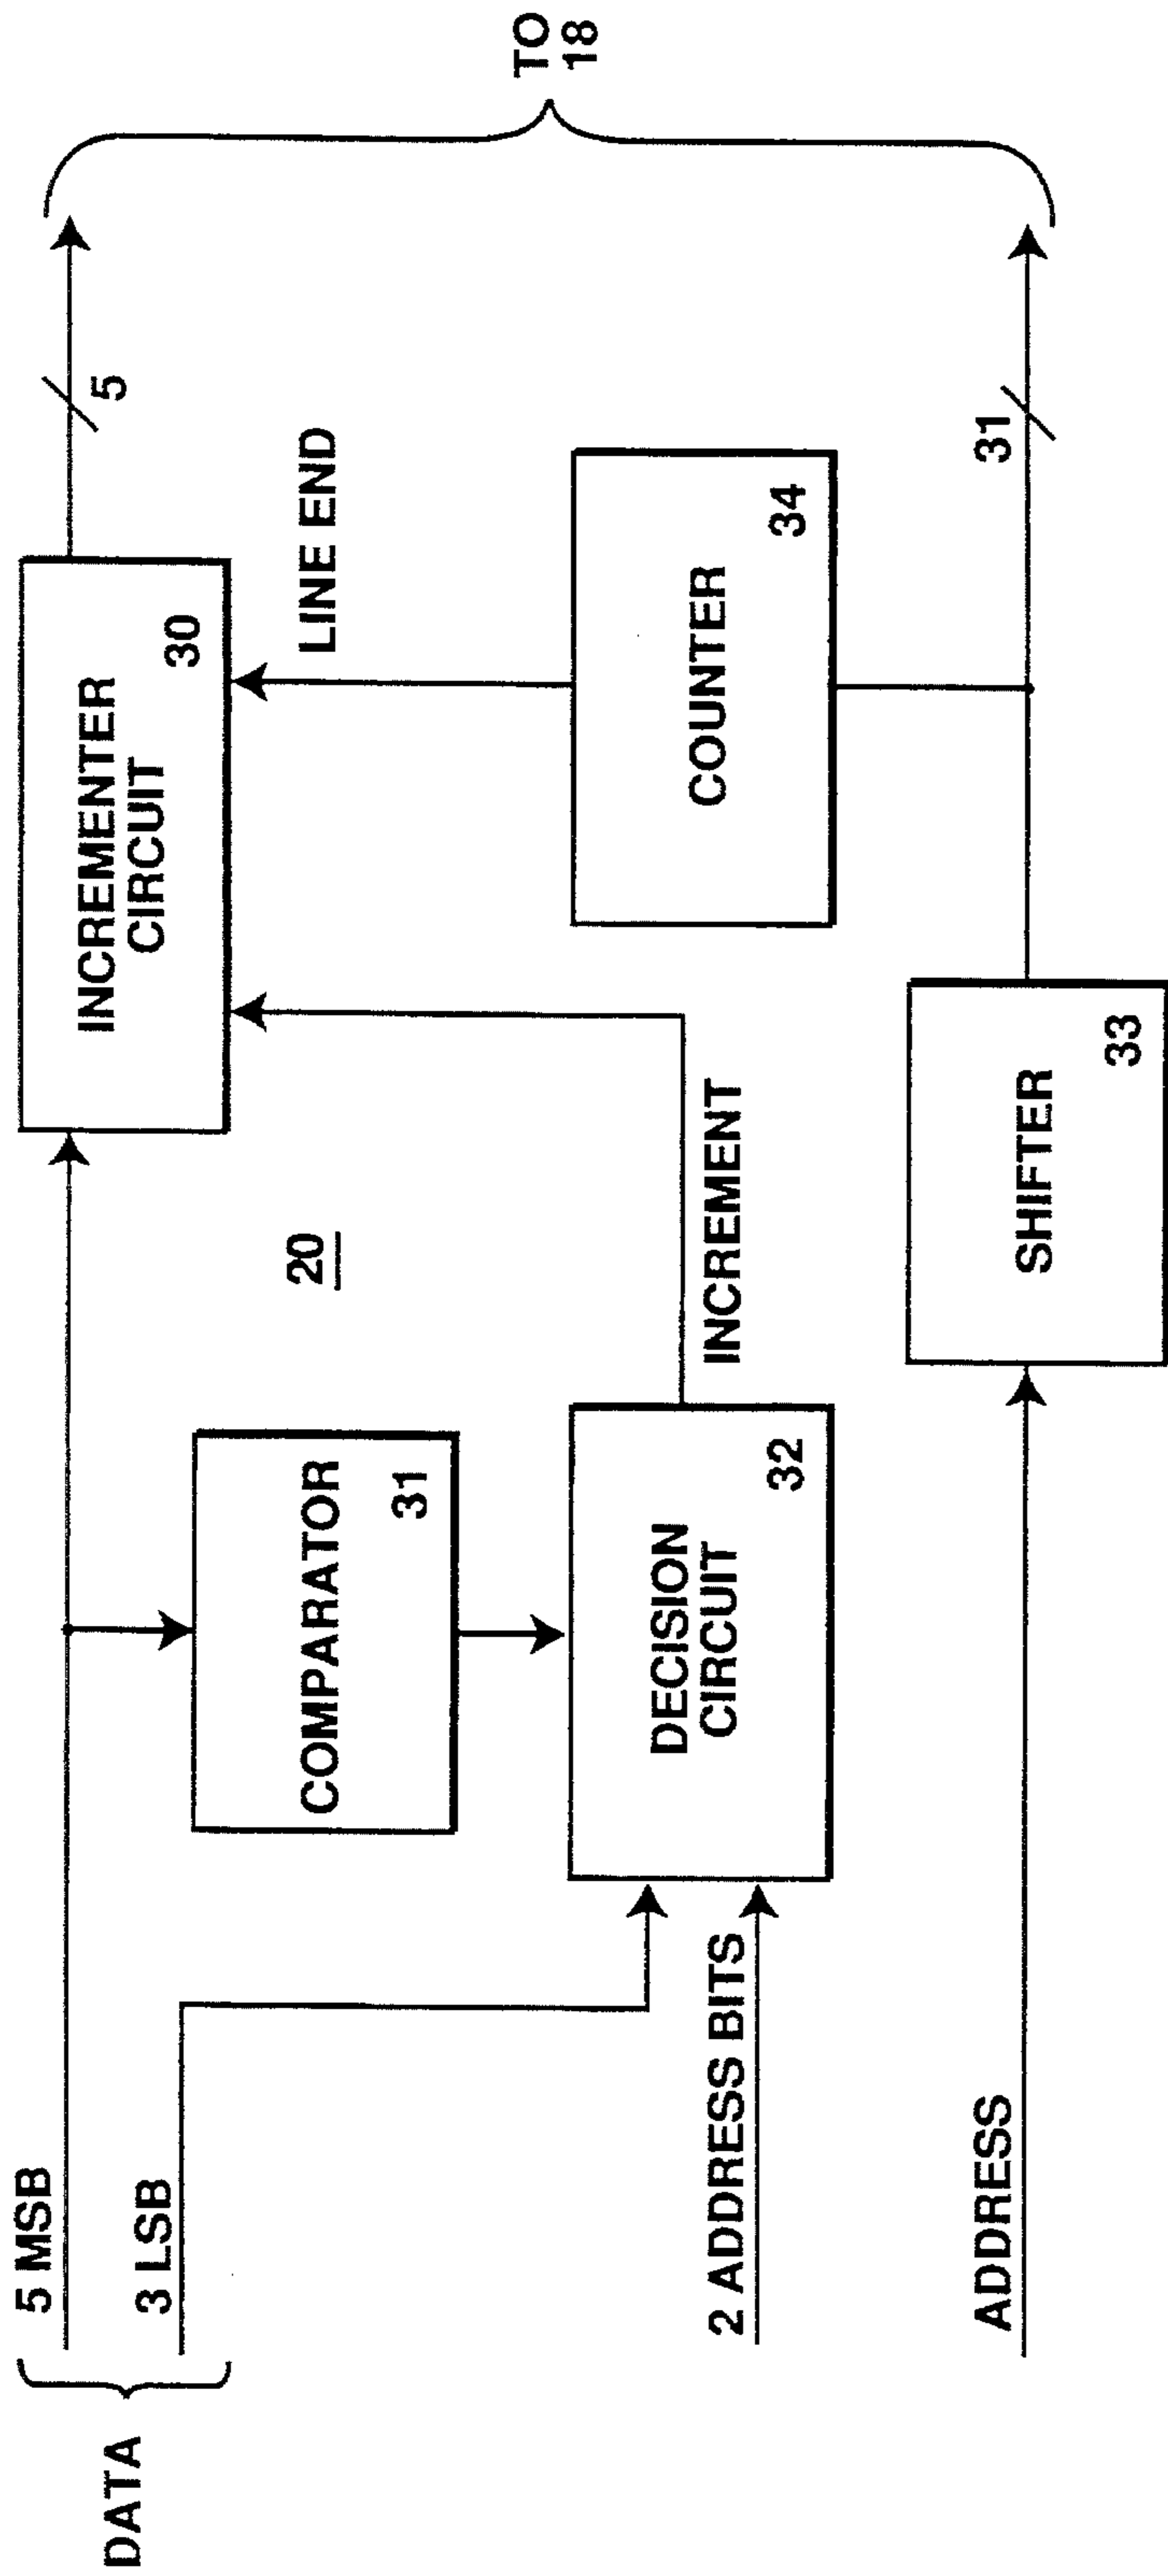 DATA
5 MSB
3 LSB
2 ADDRESS BITS
ADDRESS
COMPARATOR
31
DECISION
CIRCUIT
32
20
INCREMENT
INCREMENTER
CIRCUIT
30
SHIFTER
33
LINE END
COUNTER
34
5
31
TO
18